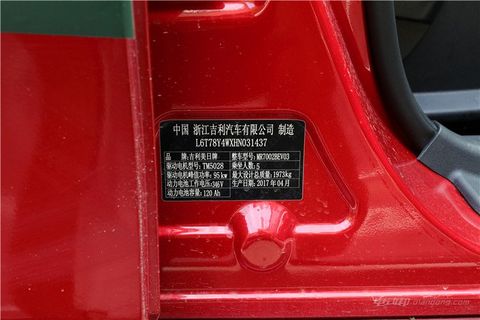 中国 浙江吉利汽车有限公司 制造
L6T78Y4WXHN031437
品牌:吉利美日牌 整车型号:MR7002BEV03
驱动电机型号:TM5028 乘坐人数:5
驱动电机峰值功率:95kw 最大设计总质量:1973kg
动力电池工作电压:346V 生产日期:2017年04月
动力电池容量:120Ah